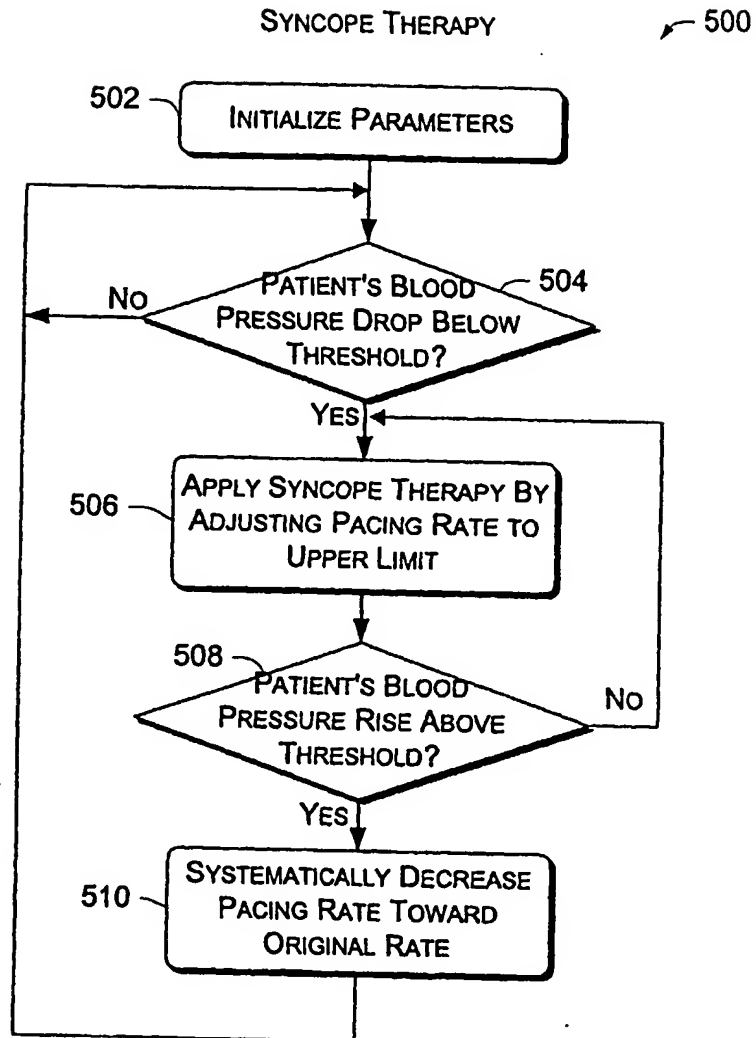 SYNCOPE THERAPY
500
502
INITIALIZE PARAMETERS
504
PATIENT'S BLOOD
PRESSURE DROP BELOW
THRESHOLD?
NO
YES
506
APPLY SYNCOPE THERAPY BY
ADJUSTING PACING RATE TO
UPPER LIMIT
508
PATIENT'S BLOOD
PRESSURE RISE ABOVE
THRESHOLD?
NO
YES
510
SYSTEMATICALLY DECREASE
PACING RATE TOWARD
ORIGINAL RATE